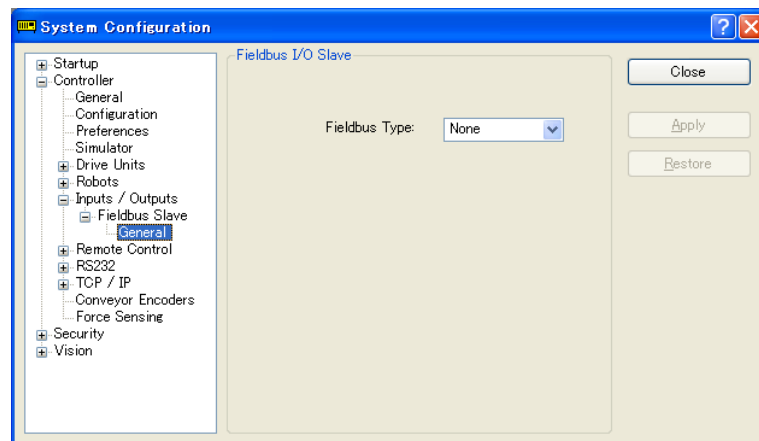 System Configuration
Startup
Controller
General
Configuration
Preferences
Simulator
Drive Units
Robots
Inputs / Outputs
Fieldbus Slave
General
Remote Control
RS232
TCP / IP
Conveyor Encoders
Force Sensing
Security
Vision
Fieldbus I/O Slave
Fieldbus Type: None
Close
Apply
Restore